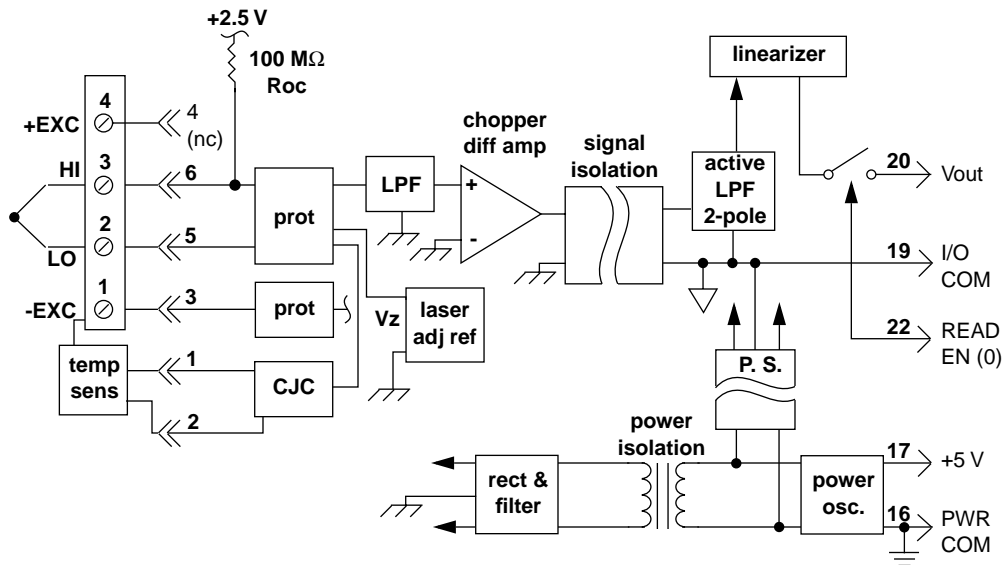 +2.5 V
100 MΩ
Roc
linearizer
4
+EXC
4
(nc)
chopper
diff amp
signal
isolation
HI
3
6
LPF
+
-
active
LPF
2-pole
20
Vout
prot
2
LO
5
19
I/O
COM
1
-EXC
3
prot
Vz
laser
adj ref
22
READ
EN (0)
temp
sens
1
CJC
2
P. S.
power
isolation
17
+5 V
rect &
filter
power
osc.
16
PWR
COM